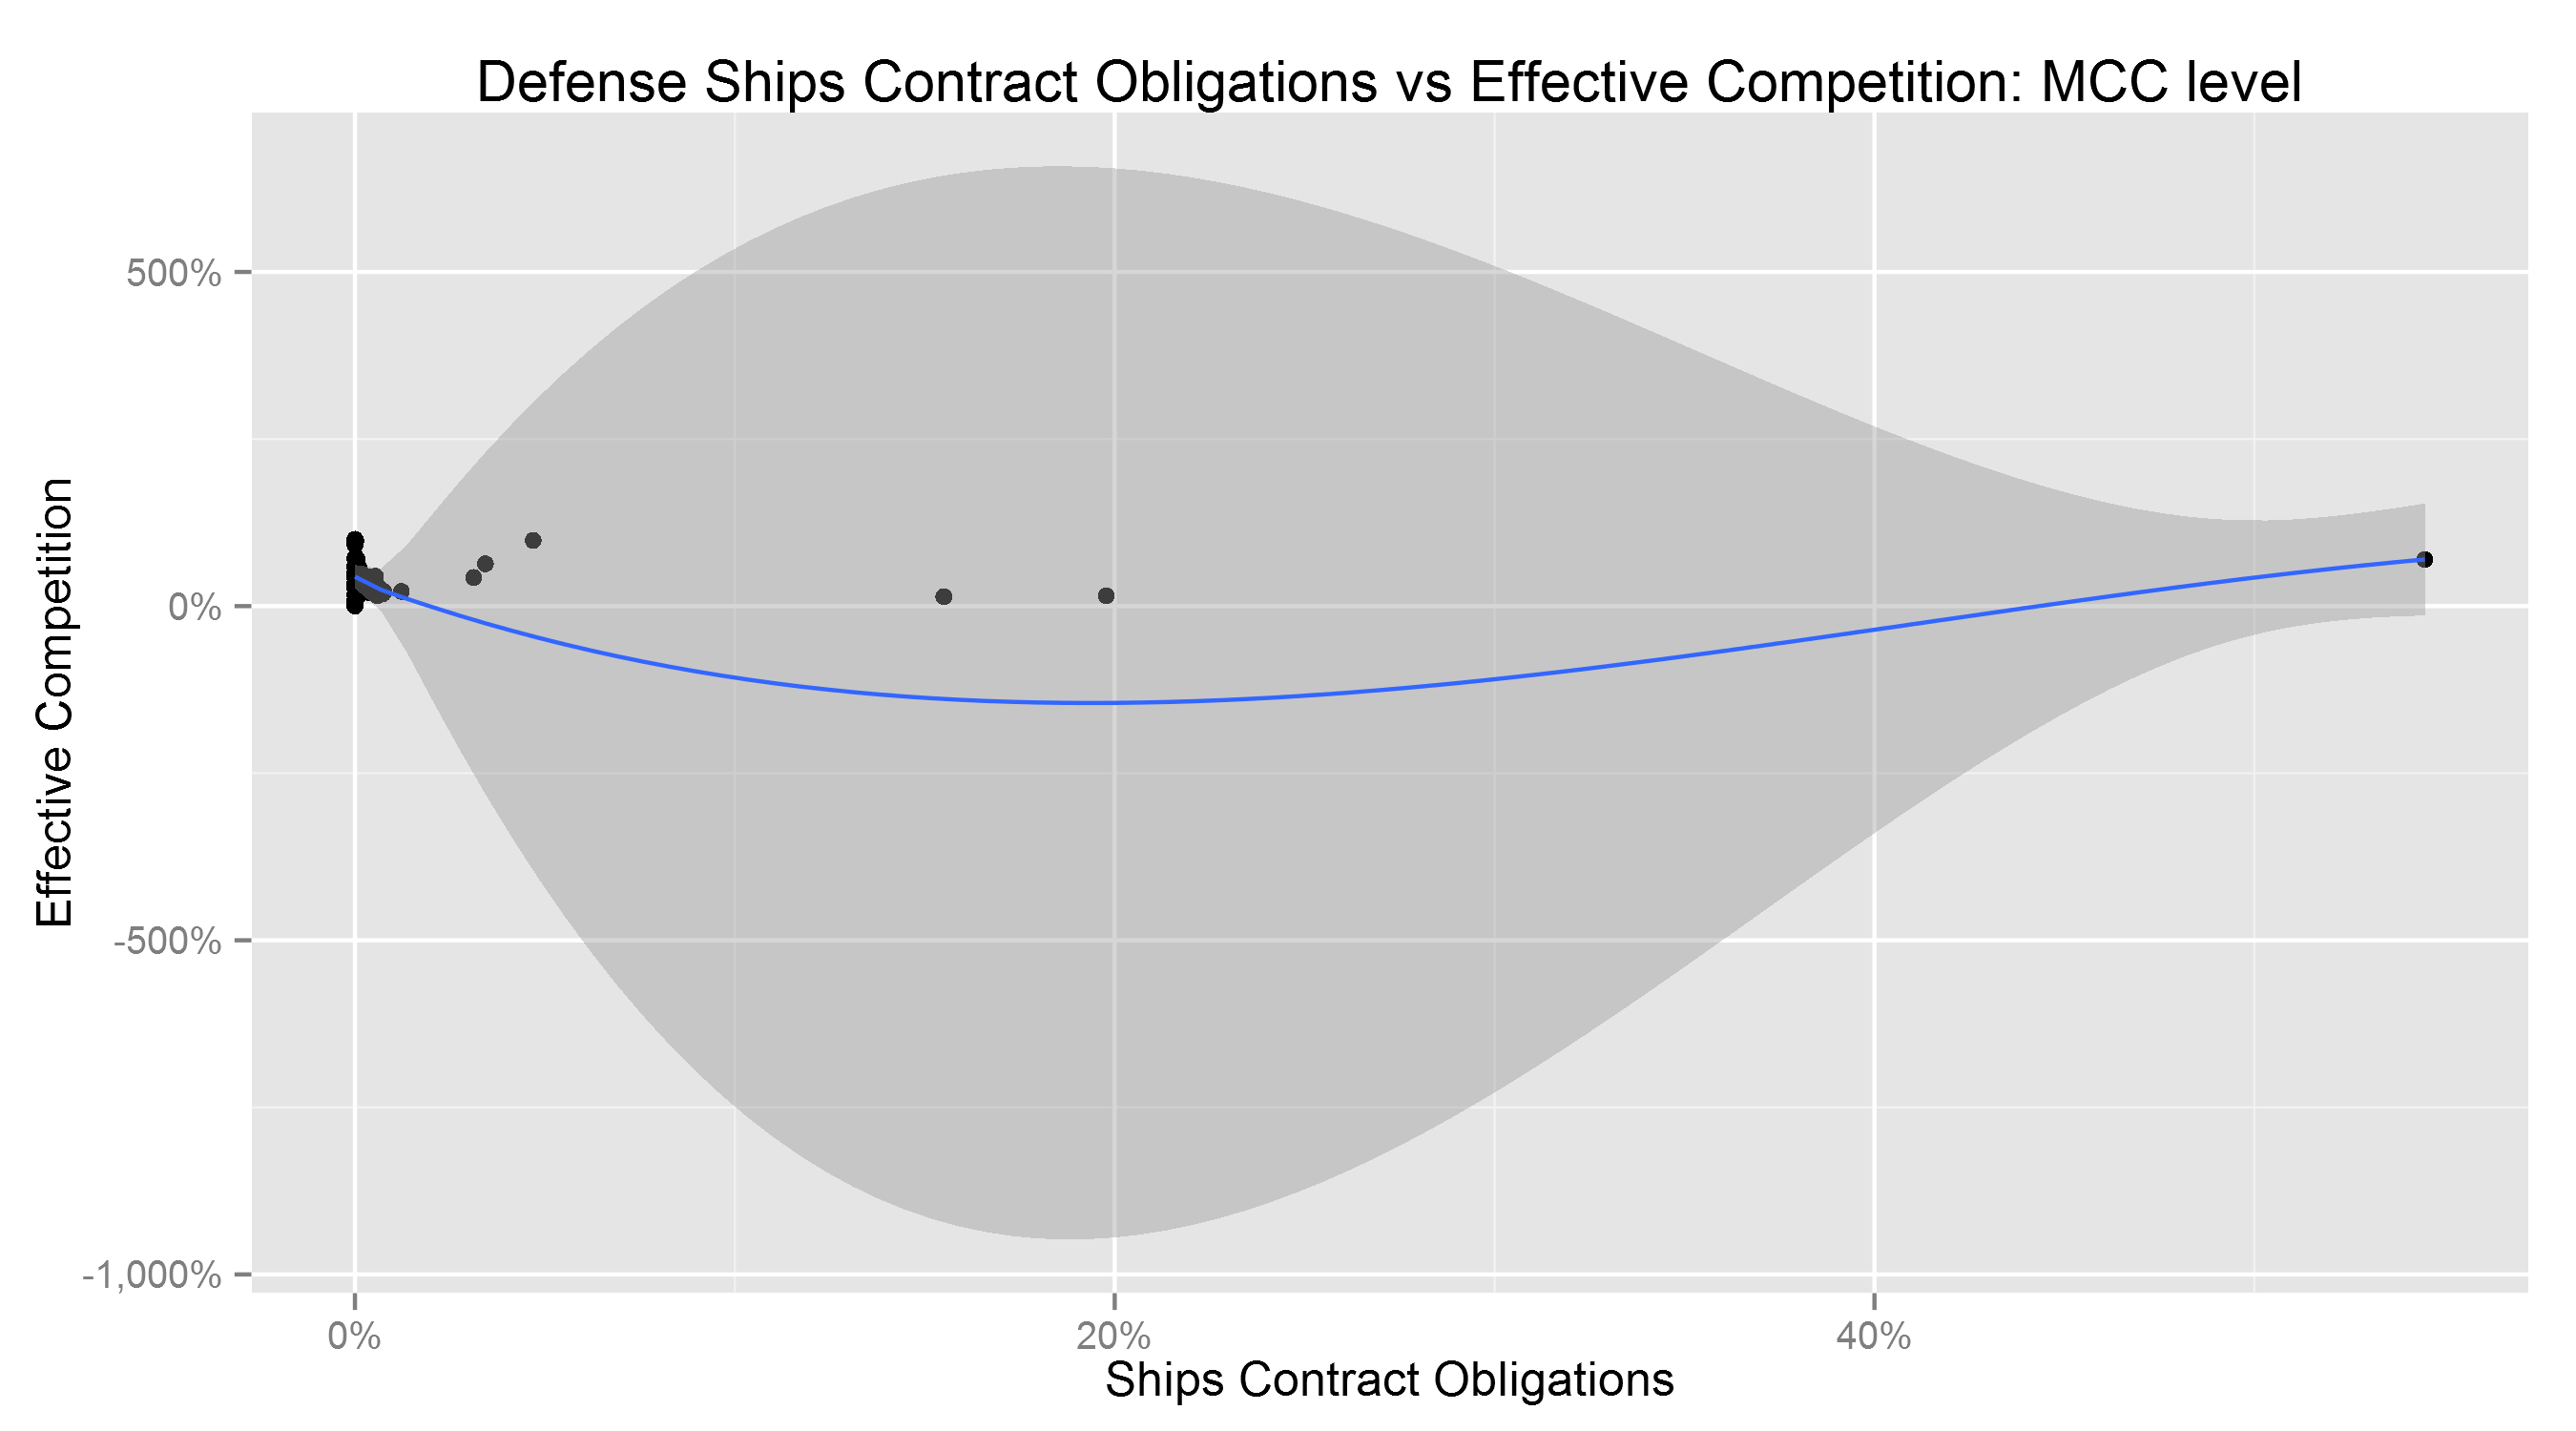 Defense Ships Contract Obligations vs Effective Competition: MCC level
Effective Competition
500%
0%
-500%
-1,000%
0%
20%
40%
Ships Contract Obligations